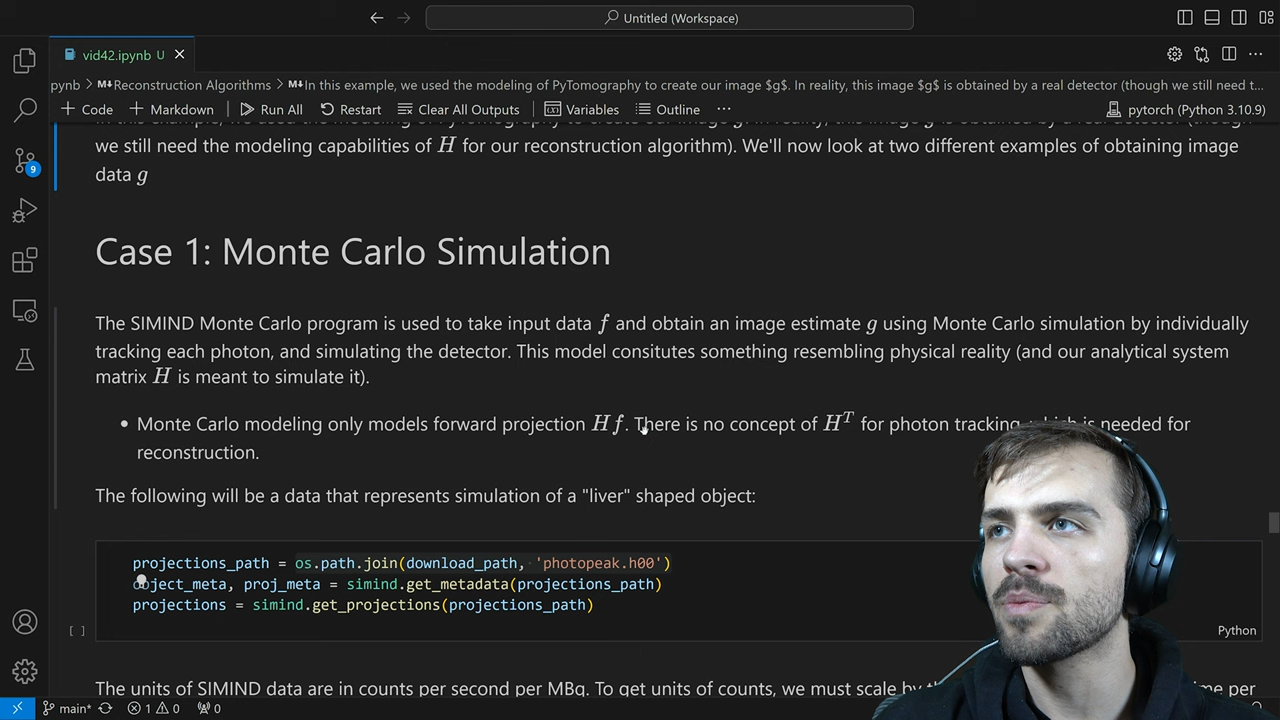 Untitled (Workspace)
vid42.ipynb U
pynb > Reconstruction Algorithms > In this example, we used the modeling of PyTomography to create our image $g$. In reality, this image $g$ is obtained by a real detector (though we still need t...
+ Code + Markdown Run All Restart Clear All Outputs Variables Outline ... pytorch (Python 3.10.9)
we still need the modeling capabilities of H for our reconstruction algorithm). We'll now look at two different examples of obtaining image
data g
Case 1: Monte Carlo Simulation
The SIMIND Monte Carlo program is used to take input data f and obtain an image estimate g using Monte Carlo simulation by individually
tracking each photon, and simulating the detector. This model consitutes something resembling physical reality (and our analytical system
matrix H is meant to simulate it).
• Monte Carlo modeling only models forward projection Hf. There is no concept of H^T for photon tracking, which is needed for
reconstruction.
The following will be a data that represents simulation of a "liver" shaped object:
projections_path = os.path.join(download_path, 'photopeak.h00')
object_meta, proj_meta = simind.get_metadata(projections_path)
projections = simind.get_projections(projections_path)
[ ]
Python
The units of SIMIND data are in counts per second per MBq. To get units of counts, we must scale by
9
main* 1 0 0